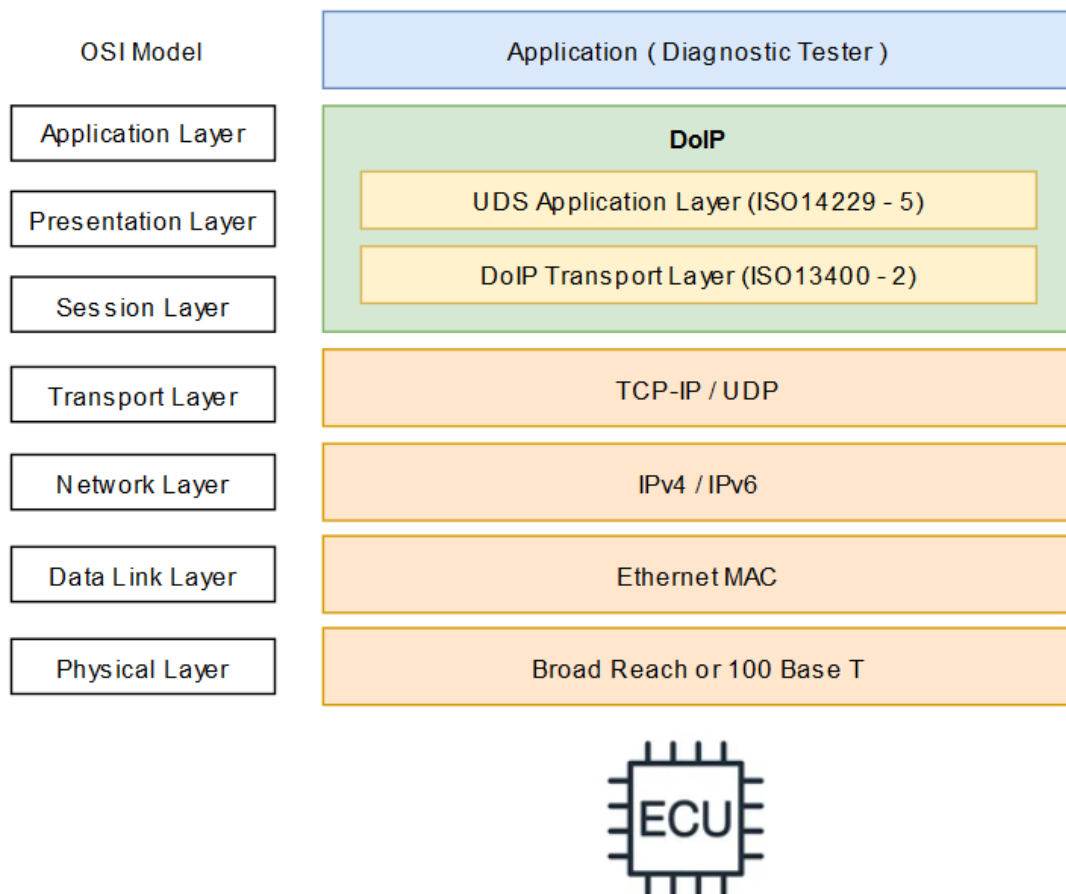 OSI Model
Application ( Diagnostic Tester )
Application Layer
DoIP
Presentation Layer
UDS Application Layer (ISO14229 - 5)
Session Layer
DoIP Transport Layer (ISO13400 - 2)
Transport Layer
TCP-IP / UDP
Network Layer
IPv4 / IPv6
Data Link Layer
Ethernet MAC
Physical Layer
Broad Reach or 100 Base T
ECU